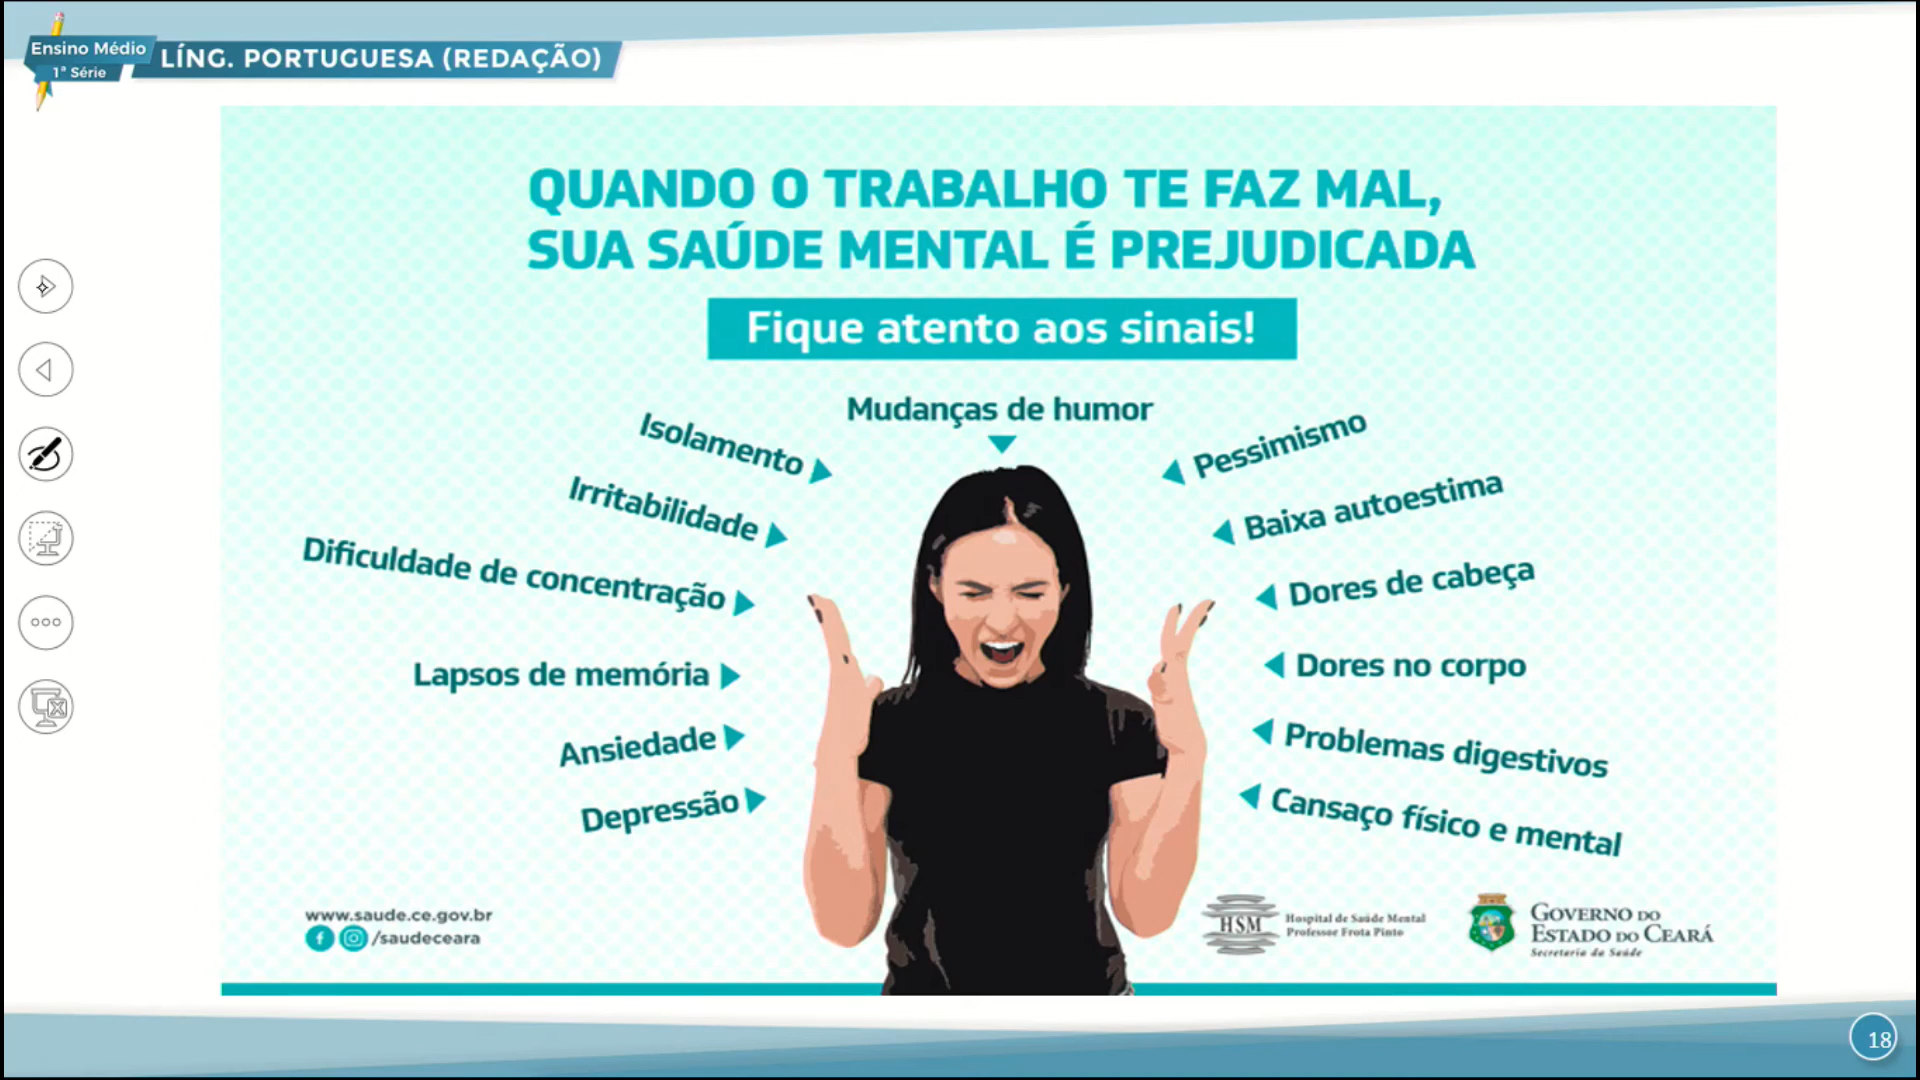 Ensino Médio
1ª Série
LÍNG. PORTUGUESA (REDAÇÃO)
QUANDO O TRABALHO TE FAZ MAL,
SUA SAÚDE MENTAL É PREJUDICADA
Fique atento aos sinais!
Mudanças de humor
Isolamento
Irritabilidade
Dificuldade de concentração
Lapsos de memória
Ansiedade
Depressão
Pessimismo
Baixa autoestima
Dores de cabeça
Dores no corpo
Problemas digestivos
Cansaço físico e mental
www.saude.ce.gov.br
/saudeceara
HSM
Hospital de Saúde Mental
Professor Frota Pinto
GOVERNO DO
ESTADO DO CEARÁ
Secretaria da Saúde
18